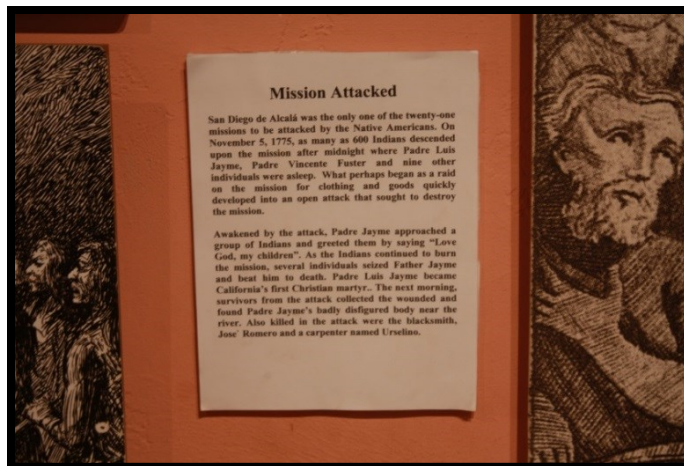 Mission Attacked
San Diego de Alcalá was the only one of the twenty-one
missions to be attacked by the Native Americans. On
November 5, 1775, as many as 600 Indians descended
upon the mission after midnight where Padre Luis
Jayme, Padre Vincente Fuster and nine other
individuals were asleep. What perhaps began as a raid
on the mission for clothing and goods quickly
developed into an open attack that sought to destroy
the mission.
Awakened by the attack, Padre Jayme approached a
group of Indians and greeted them by saying “Love
God, my children”. As the Indians continued to burn
the mission, several individuals seized Father Jayme
and beat him to death. Padre Luis Jayme became
California's first Christian martyr.. The next morning,
survivors from the attack collected the wounded and
found Padre Jayme's badly disfigured body near the
river. Also killed in the attack were the blacksmith,
Jose´ Romero and a carpenter named Urselino.